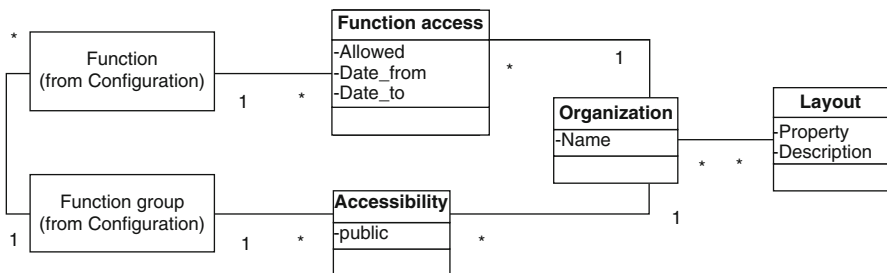 Function access
-Allowed
-Date_from
-Date_to
*
Function
(from Configuration)
1
*
*
1
Organization
-Name
Layout
-Property
-Description
*
*
Function group
(from Configuration)
1
1
*
Accessibility
-public
*
1